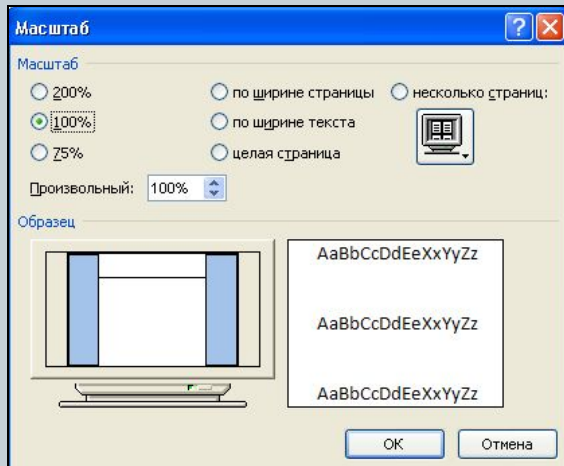 Масштаб
Масштаб
200% по ширине страницы несколько страниц:
100% по ширине текста
75% целая страница
Произвольный: 100%
Образец
AaBbCcDdEeXxYyZz
AaBbCcDdEeXxYyZz
AaBbCcDdEeXxYyZz
ОК Отмена